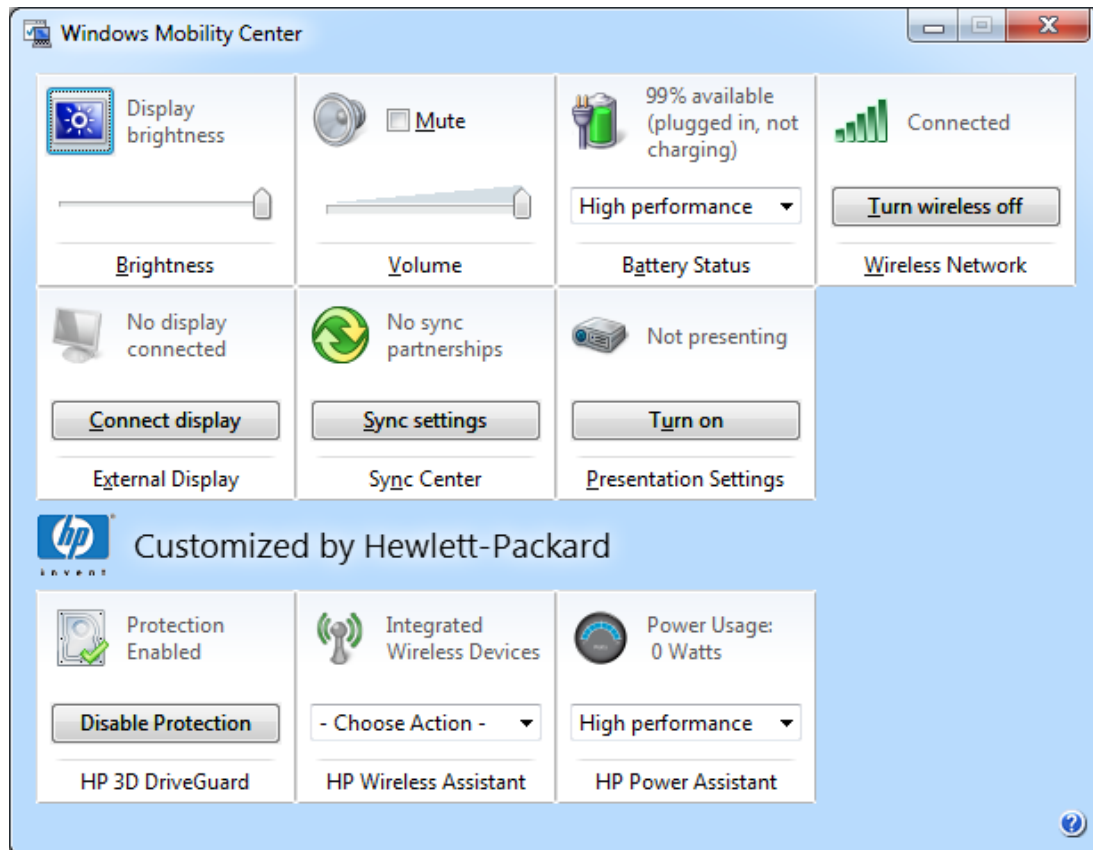 Windows Mobility Center
Display
brightness
Brightness
Mute
Volume
99% available
(plugged in, not
charging)
High performance
Battery Status
Connected
Turn wireless off
Wireless Network
No display
connected
Connect display
External Display
No sync
partnerships
Sync settings
Sync Center
Not presenting
Turn on
Presentation Settings
hp
invent
Customized by Hewlett-Packard
Protection
Enabled
Disable Protection
HP 3D DriveGuard
Integrated
Wireless Devices
- Choose Action -
HP Wireless Assistant
Power Usage:
0 Watts
High performance
HP Power Assistant